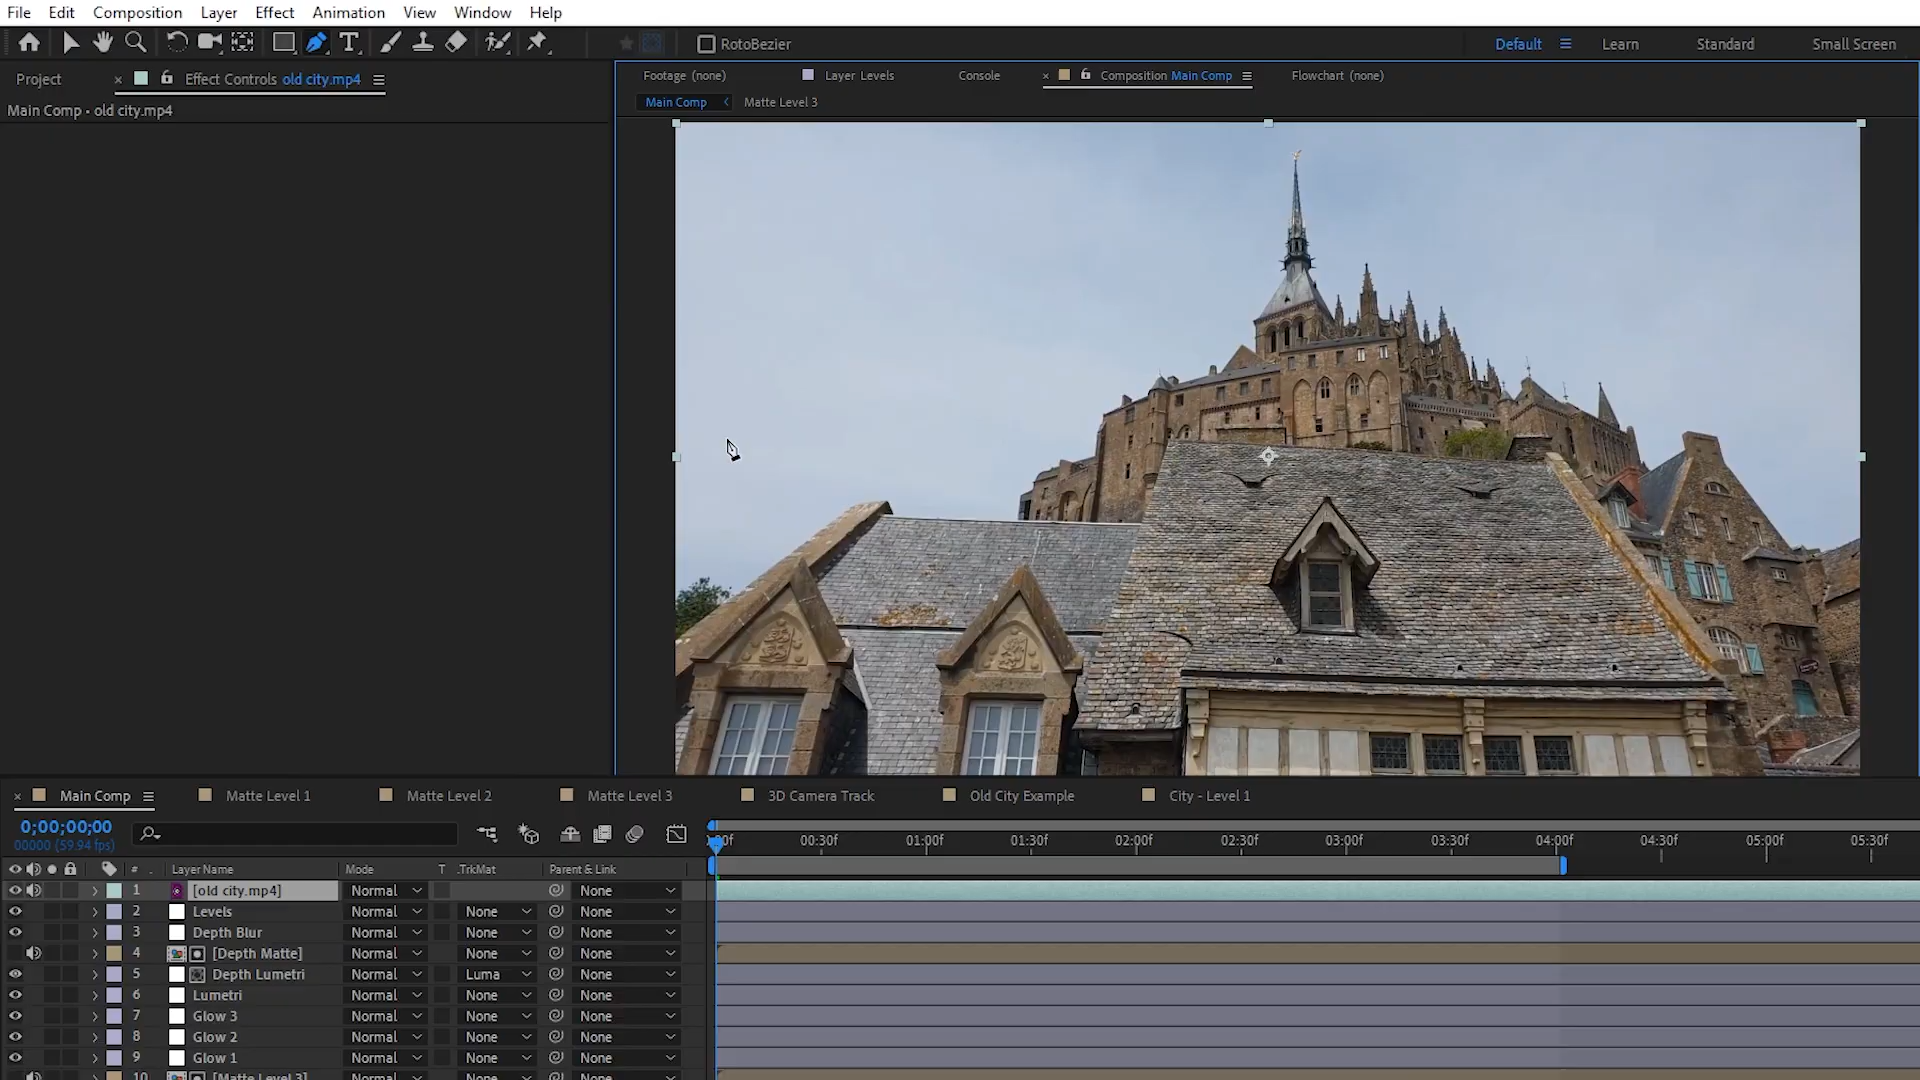 File Edit Composition Layer Effect Animation View Window Help
RotoBezier Default Learn Standard Small Screen
Project Effect Controls old city.mp4
Footage (none) Layer Levels Console Composition Main Comp Flowchart (none)
Main Comp • old city.mp4
Main Comp Matte Level 3
Main Comp Matte Level 1 Matte Level 2 Matte Level 3 3D Camera Track Old City Example City - Level 1
0;00;00;00
00000 (59.94 fps)
00:30f 01:00f 01:30f 02:00f 02:30f 03:00f 03:30f 04:00f 04:30f 05:00f 05:30f
# Layer Name Mode T .TrkMat Parent & Link
1 [old city.mp4] Normal None
2 Levels Normal None None
3 Depth Blur Normal None None
4 [Depth Matte] Normal None None
5 Depth Lumetri Normal Luma None
6 Lumetri Normal None None
7 Glow 3 Normal None None
8 Glow 2 Normal None None
9 Glow 1 Normal None None
10 [Matte Level 3] Normal None None